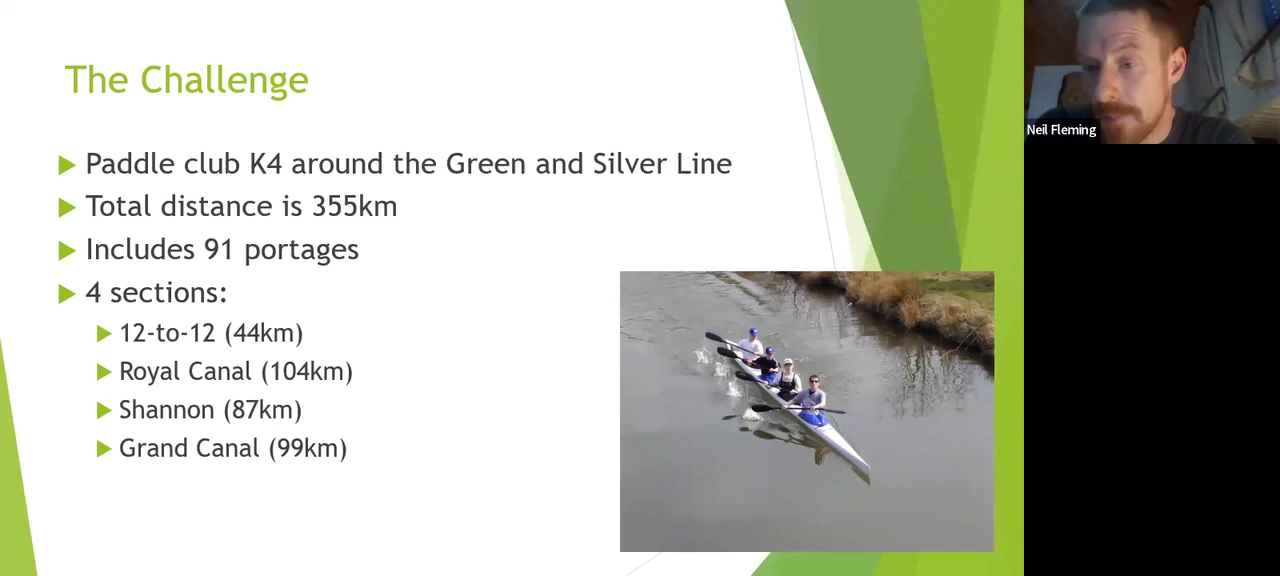 The Challenge
Paddle club K4 around the Green and Silver Line
Total distance is 355km
Includes 91 portages
4 sections:
12-to-12 (44km)
Royal Canal (104km)
Shannon (87km)
Grand Canal (99km)
Neil Fleming